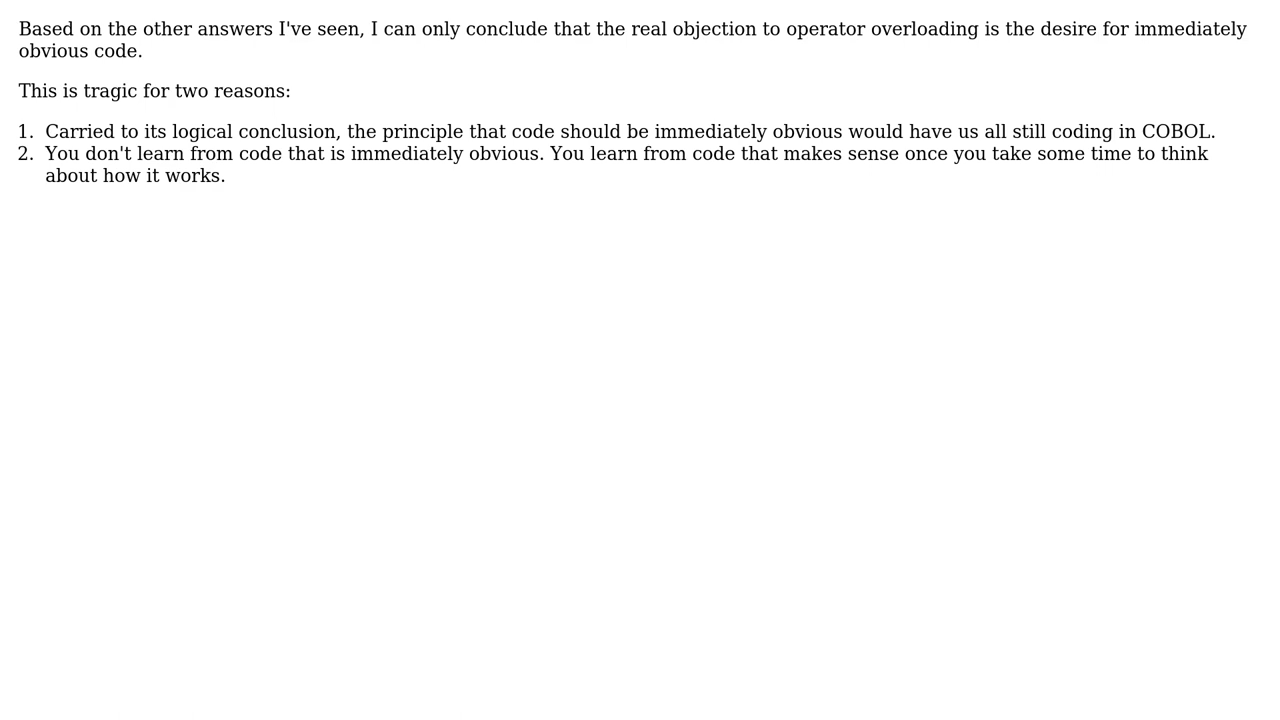 Based on the other answers I've seen, I can only conclude that the real objection to operator overloading is the desire for immediately
obvious code.
This is tragic for two reasons:
1. Carried to its logical conclusion, the principle that code should be immediately obvious would have us all still coding in COBOL.
2. You don't learn from code that is immediately obvious. You learn from code that makes sense once you take some time to think
about how it works.